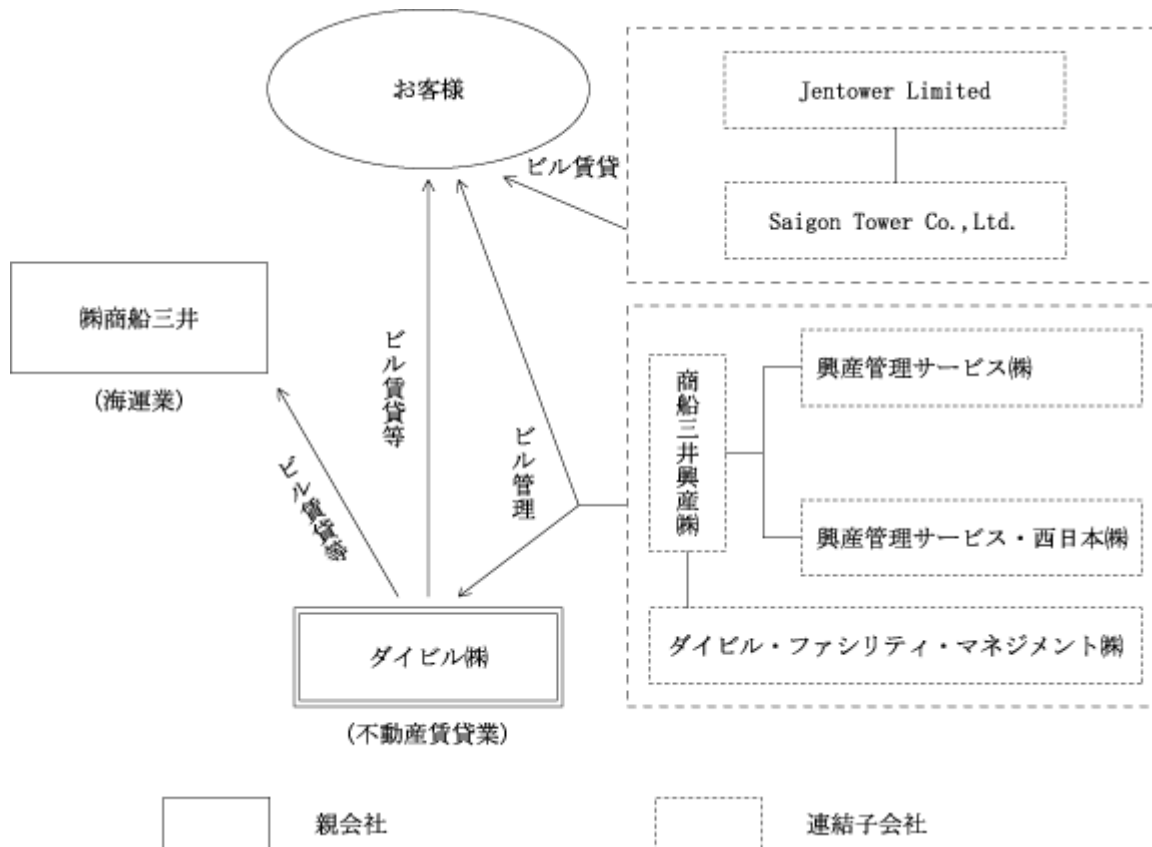 お客様
Jentower Limited
ビル賃貸
Saigon Tower Co.,Ltd.
㈱商船三井
(海運業)
ビル賃貸等
ビル賃貸等
ビル管理
商船三井興産㈱
興産管理サービス㈱
興産管理サービス・西日本㈱
ダイビル・ファシリティ・マネジメント㈱
ダイビル㈱
(不動産賃貸業)
親会社
連結子会社